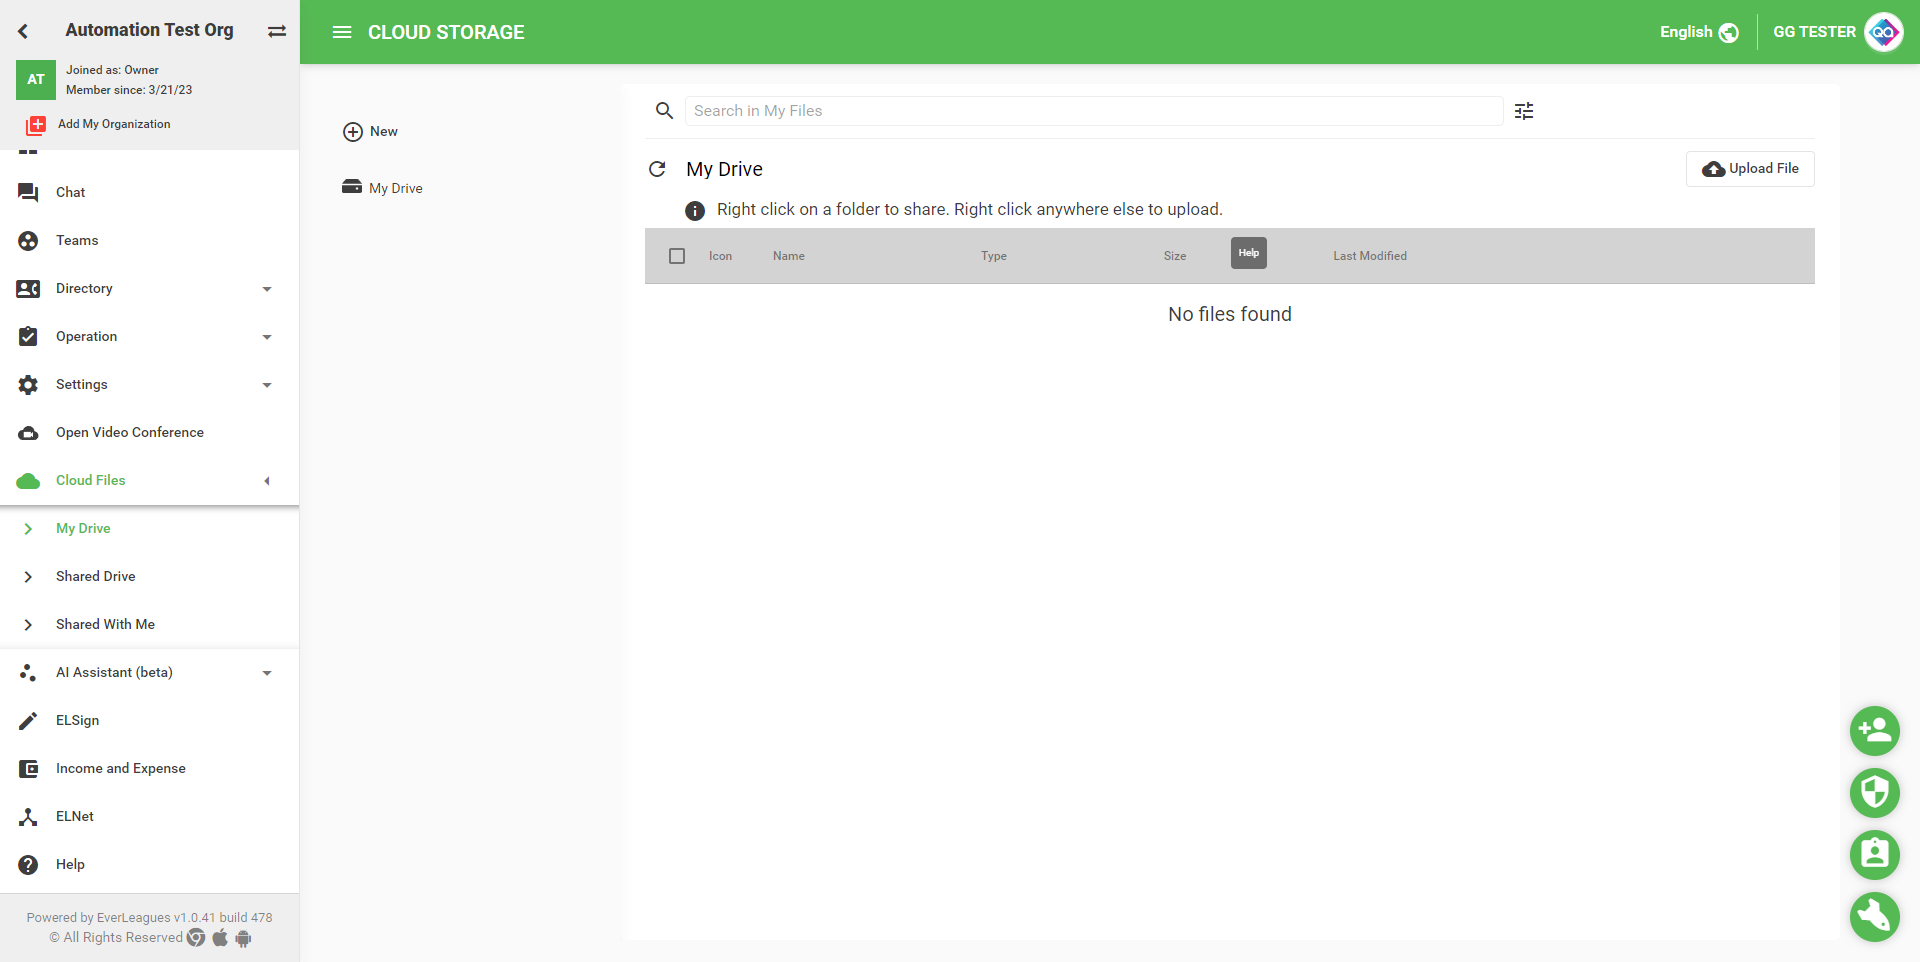 Automation Test Org
AT
Joined as: Owner
Member since: 3/21/23
Add My Organization
Chat
Teams
Directory
Operation
Settings
Open Video Conference
Cloud Files
My Drive
Shared Drive
Shared With Me
AI Assistant (beta)
ELSign
Income and Expense
ELNet
Help
Powered by EverLeagues v1.0.41 build 478
© All Rights Reserved
CLOUD STORAGE
English
GG TESTER
QA
New
My Drive
Search in My Files
My Drive
Upload File
Right click on a folder to share. Right click anywhere else to upload.
Icon Name Type Size Help Last Modified
No files found